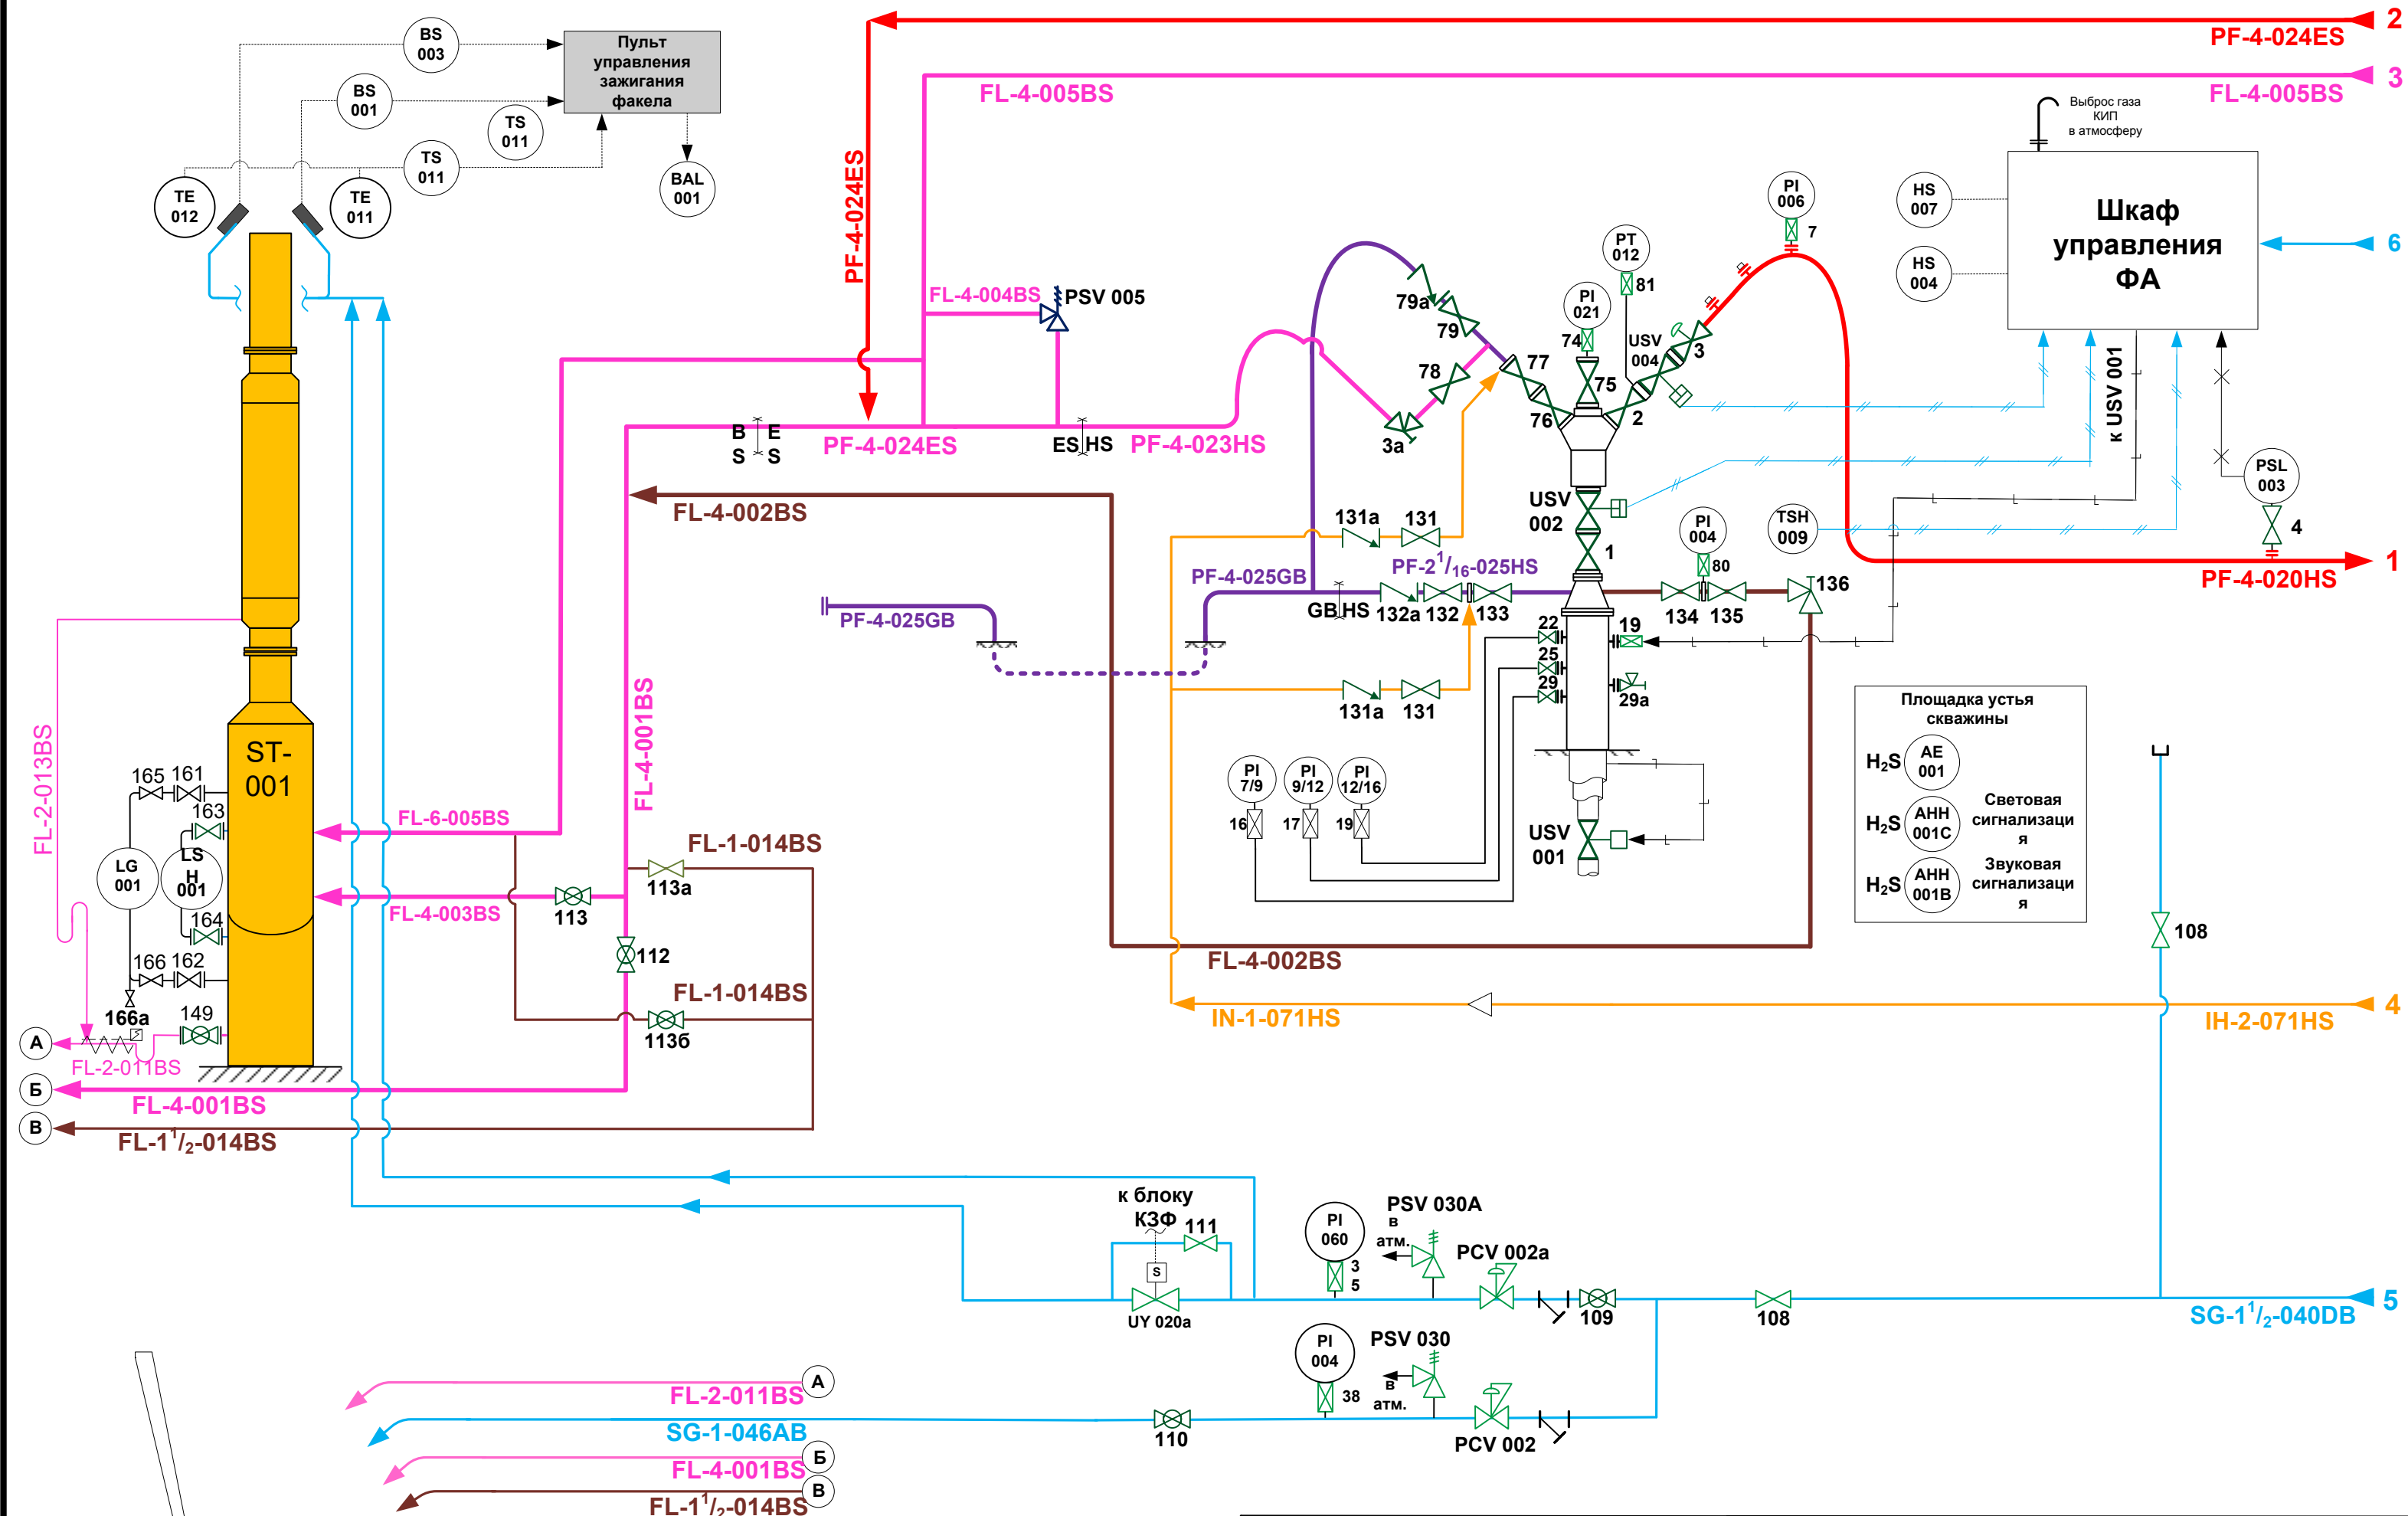 2
PF-4-024ES
3
FL-4-005BS
FL-4-005BS
BS
003
BS
001
TS
011
TS
011
TE
012
TE
011
Пульт
управления
зажигания
факела
BAL
001
PF-4-024ES
FL-4-004BS
PSV 005
B
S
E
S
PF-4-024ES
ES
HS
PF-4-023HS
79a
79
78
3a
77
76
PI
021
74
75
PT
012
81
USV
004
2
3
PI
006
7
Выброс газа
КИП
в атмосферу
HS
007
HS
004
Шкаф
управления
ФА
6
к USV 001
PSL
003
4
1
PF-4-020HS
FL-4-002BS
131a
131
USV
002
1
PI
004
80
TSH
009
PF-4-025GB
PF-2¹/₁₆-025HS
GB
HS
132a
132
133
134
135
136
PF-4-025GB
22
25
29
19
29a
131a
131
PI
7/9
PI
9/12
PI
12/16
16
17
19
USV
001
Площадка устья
скважины
H₂S
AE
001
H₂S
AHH
001C
Световая
сигнализаци
я
H₂S
AHH
001B
Звуковая
сигнализаци
я
108
FL-2-013BS
ST-
001
165
161
163
LG
001
LS
H
001
164
166
162
166a
149
FL-6-005BS
FL-4-003BS
113
FL-4-001BS
FL-1-014BS
113a
112
FL-1-014BS
113б
FL-4-002BS
IN-1-071HS
4
IH-2-071HS
А
FL-2-011BS
Б
FL-4-001BS
В
FL-1¹/₂-014BS
к блоку
КЗФ
111
S
UY 020a
PI
060
3
5
PSV 030A
в
атм.
PCV 002a
109
108
5
SG-1¹/₂-040DB
PI
004
38
PSV 030
в
атм.
PCV 002
110
А
FL-2-011BS
SG-1-046AB
Б
FL-4-001BS
В
FL-1¹/₂-014BS